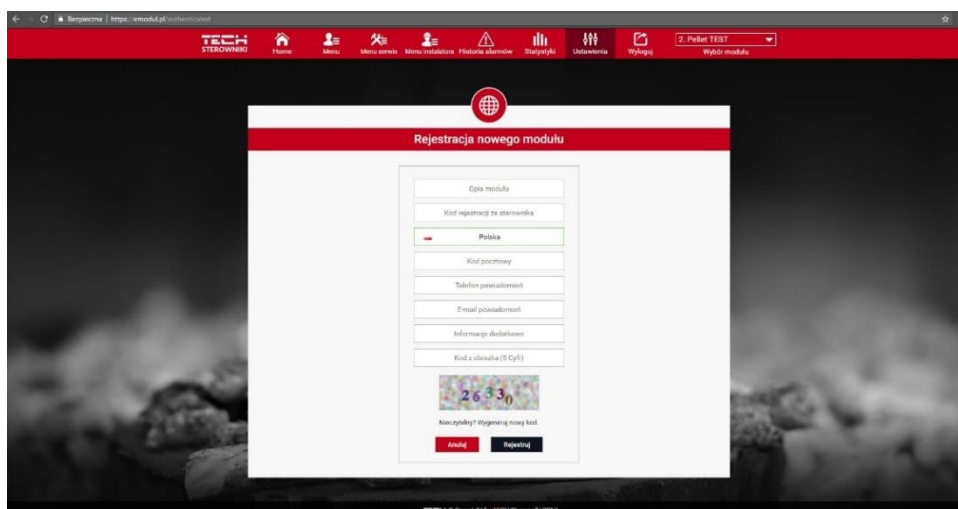 Bezpieczna | https://emodul.pl/authenticated
TECH
STEROWNIKI
Home
Menu
Menu serwis
Menu instalatora
Historia alarmów
Statystyki
Ustawienia
Wyloguj
2. Pellet TEST
Wybór modułu
Rejestracja nowego modułu
Opis modułu
Kod rejestracji ze sterownika
Polska
Kod pocztowy
Telefon powiadomień
E-mail powiadomień
Informacje dodatkowe
Kod z obrazka (5 Cyfr)
26330
Nieczytelny? Wygeneruj nowy kod.
Anuluj
Rejestruj